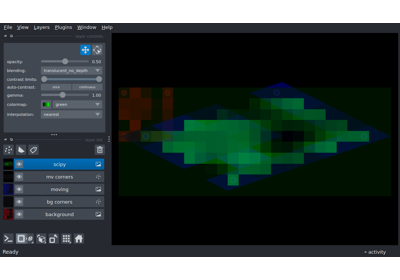 File View Layers Plugins Window Help
opacity: 0.50
blending: translucent_no_depth
contrast limits:
auto-contrast: once continuous
gamma: 1.00
colormap: green
interpolation: nearest
scipy
mv corners
moving
bg corners
background
Ready activity